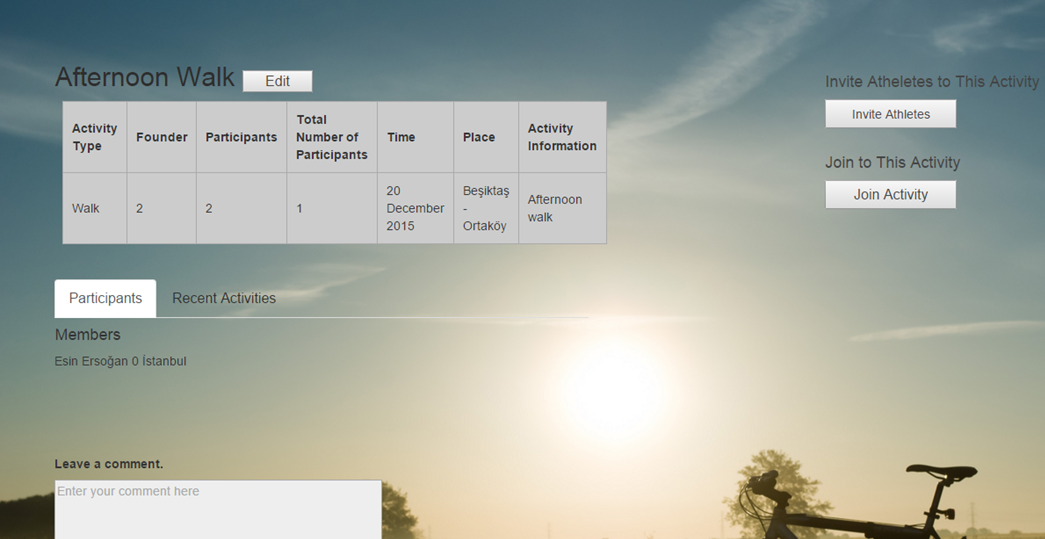 Afternoon Walk Edit
Invite Atheletes to This Activity
Invite Athletes
Join to This Activity
Join Activity
Activity Type Founder Participants Total Number of Participants Time Place Activity Information
Walk 2 2 1 20 December 2015 Beşiktaş - Ortaköy Afternoon walk
Participants Recent Activities
Members
Esin Ersoğan 0 İstanbul
Leave a comment.
Enter your comment here